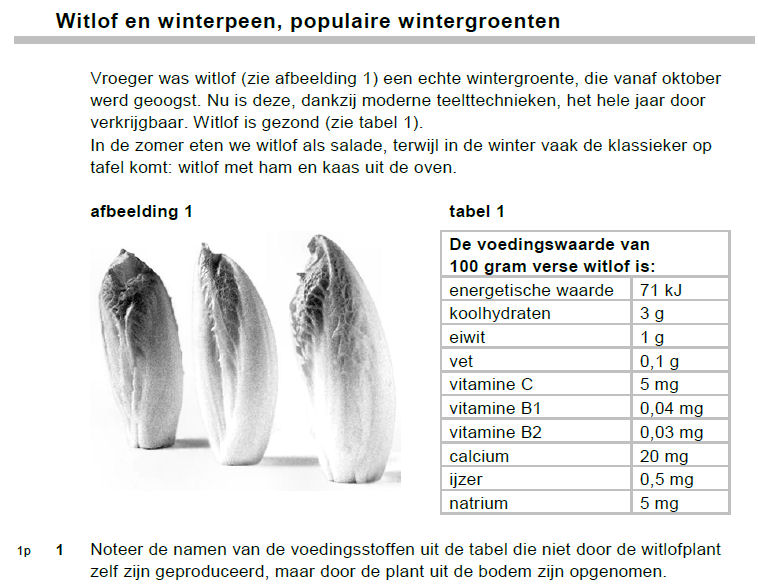 Witlof en winterpeen, populaire wintergroenten
Vroeger was witlof (zie afbeelding 1) een echte wintergroente, die vanaf oktober
werd geoogst. Nu is deze, dankzij moderne teelttechnieken, het hele jaar door
verkrijgbaar. Witlof is gezond (zie tabel 1).
In de zomer eten we witlof als salade, terwijl in de winter vaak de klassieker op
tafel komt: witlof met ham en kaas uit de oven.
afbeelding 1
tabel 1
De voedingswaarde van
100 gram verse witlof is:
energetische waarde 71 kJ
koolhydraten 3 g
eiwit 1 g
vet 0,1 g
vitamine C 5 mg
vitamine B1 0,04 mg
vitamine B2 0,03 mg
calcium 20 mg
ijzer 0,5 mg
natrium 5 mg
1p 1 Noteer de namen van de voedingsstoffen uit de tabel die niet door de witlofplant
zelf zijn geproduceerd, maar door de plant uit de bodem zijn opgenomen.